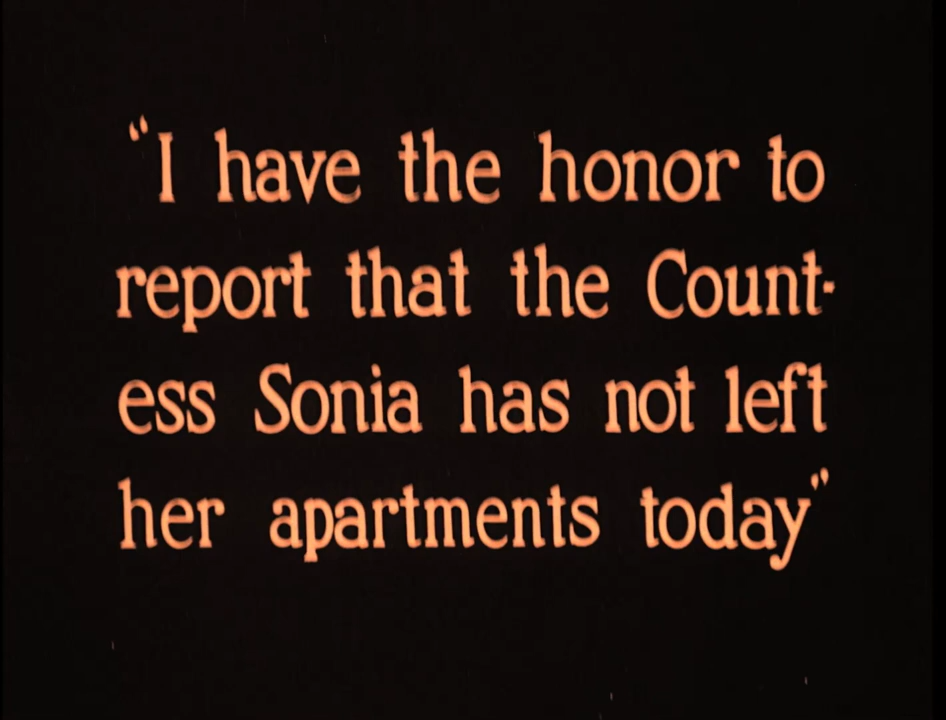 “I have the honor to
report that the Count-
ess Sonia has not left
her apartments today”